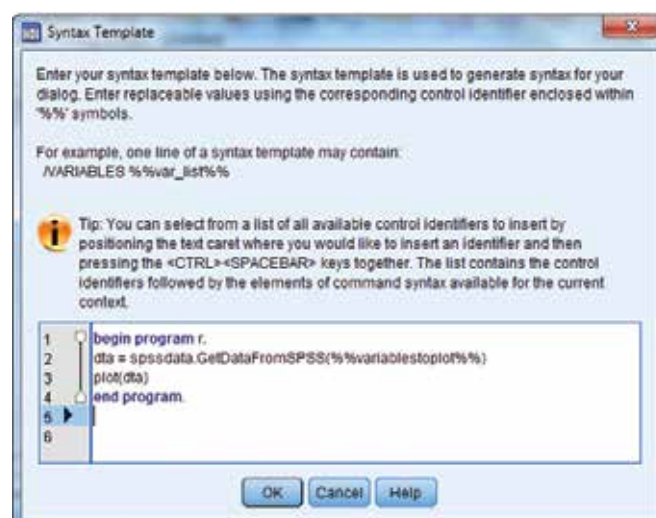 Syntax Template
Enter your syntax template below. The syntax template is used to generate syntax for your
dialog. Enter replaceable values using the corresponding control identifier enclosed within
'%%' symbols.
For example, one line of a syntax template may contain:
/VARIABLES %%var_list%%
Tip: You can select from a list of all available control identifiers to insert by
positioning the text caret where you would like to insert an identifier and then
pressing the <CTRL><SPACEBAR> keys together. The list contains the control
identifiers followed by the elements of command syntax available for the current
context.
1 begin program r.
2 dta = spssdata.GetDataFromSPSS(%%variablestoplot%%)
3 plot(dta)
4 end program.
5
6
OK Cancel Help